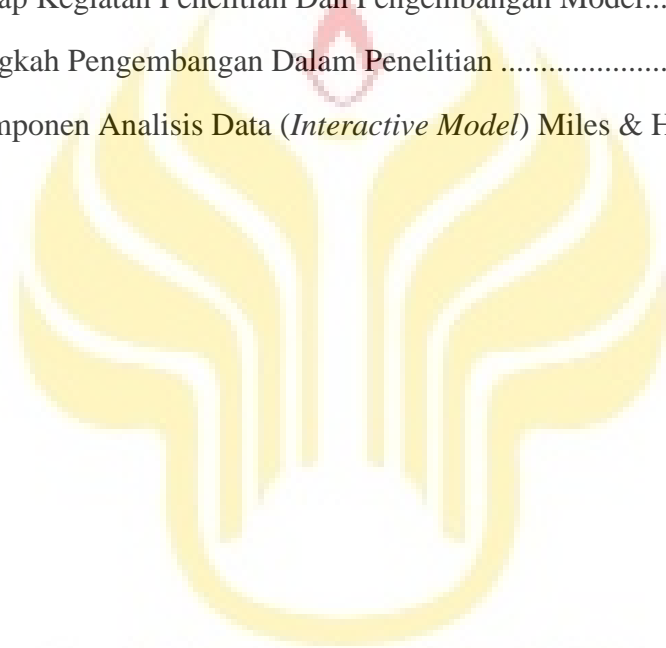 ap Kegiatan Penelitian Dan Pengembangan Model...
gkah Pengembangan Dalam Penelitian .....................
mponen Analisis Data (Interactive Model) Miles & H